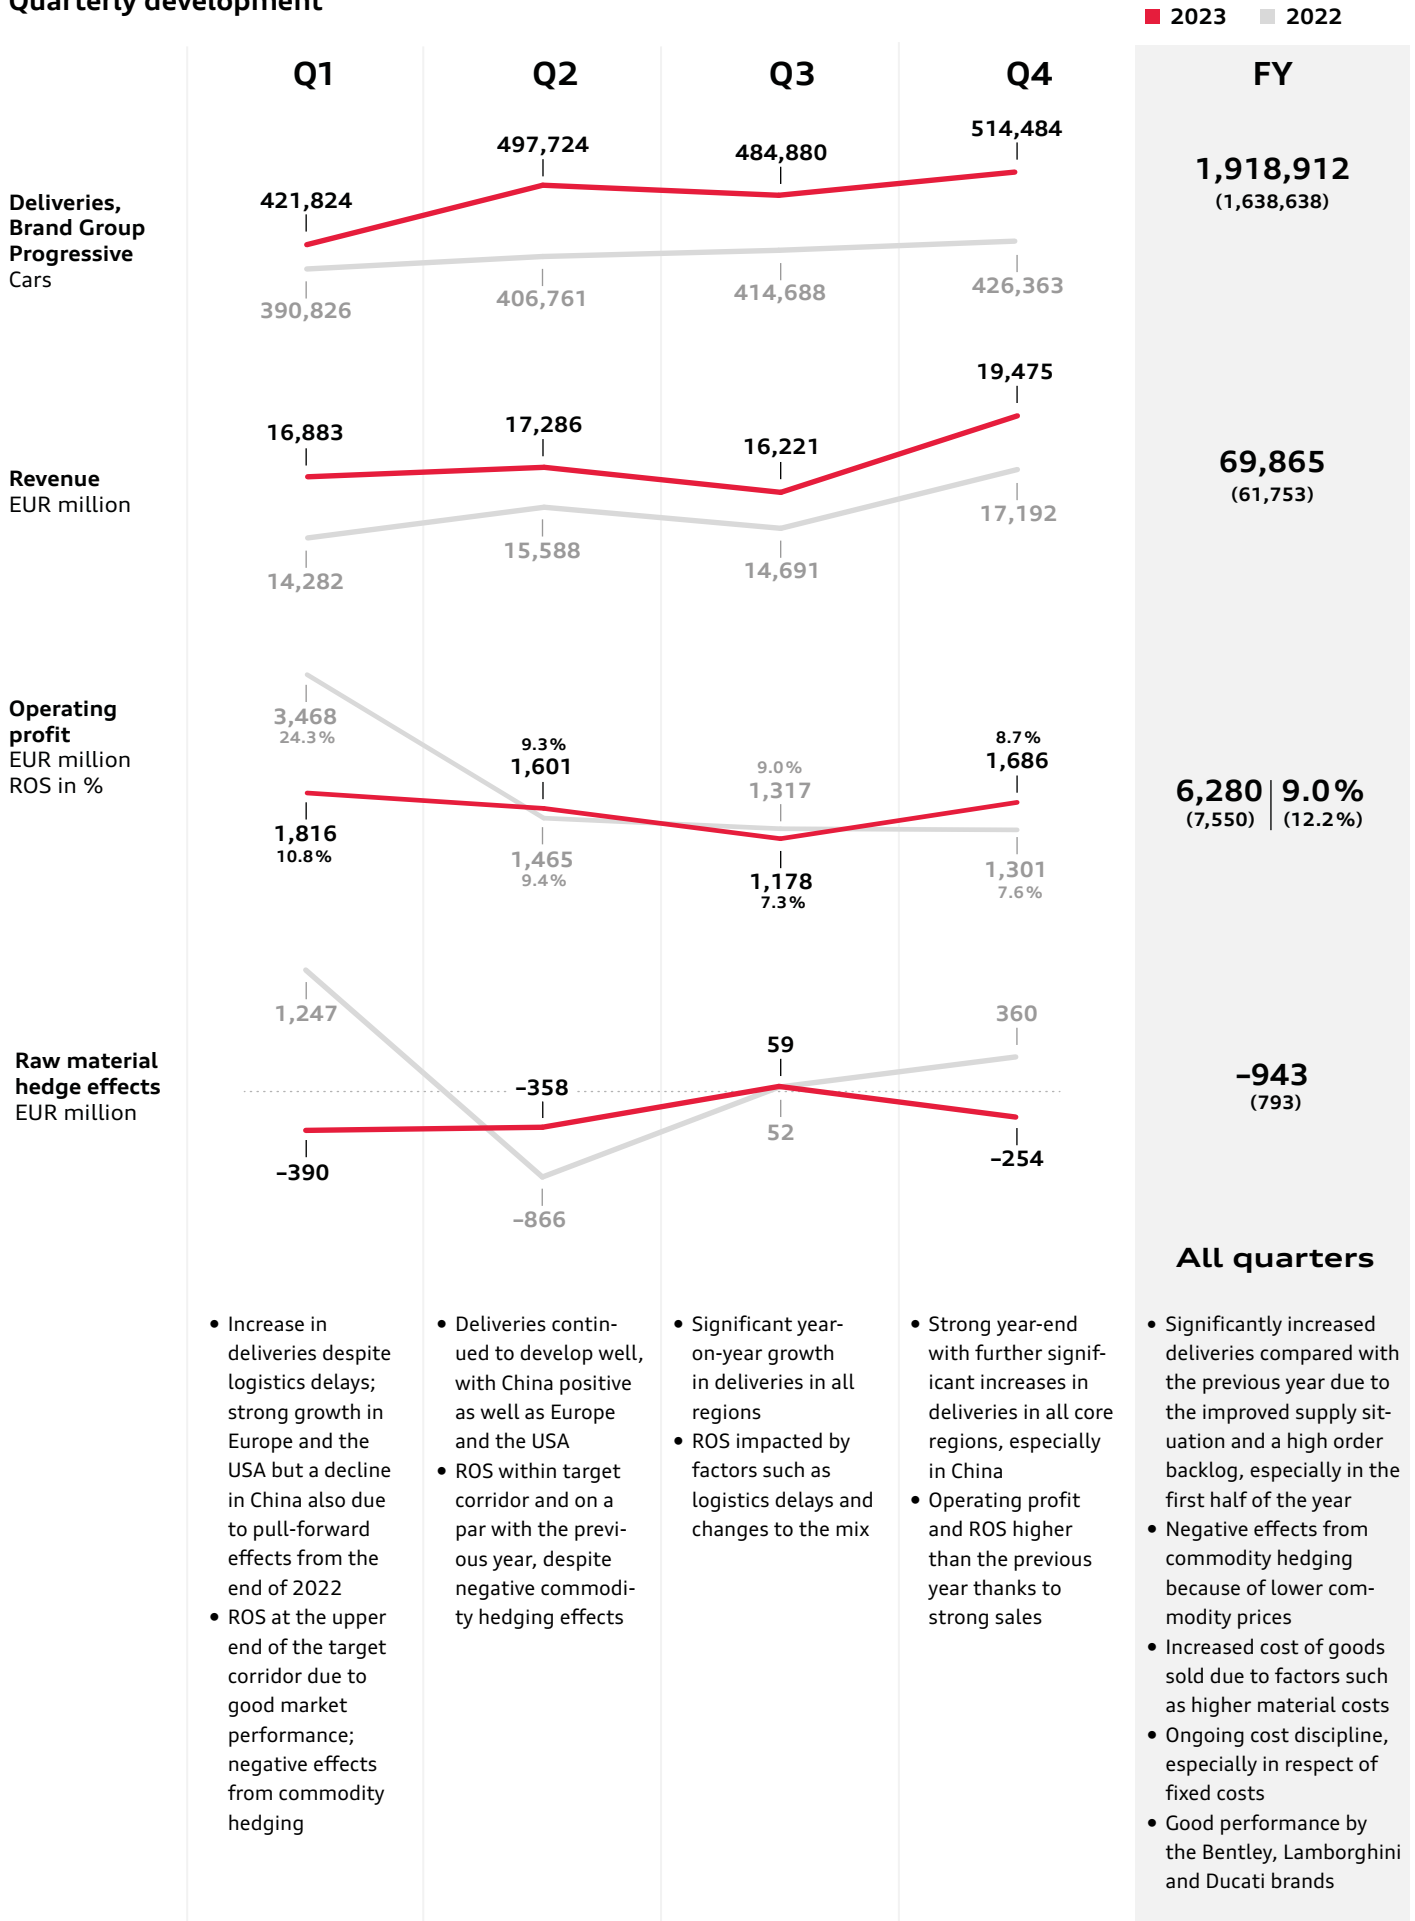 Quarterly development
2023 2022
Q1 Q2 Q3 Q4 FY
Deliveries,
Brand Group
Progressive
Cars
421,824 497,724 484,880 514,484
390,826 406,761 414,688 426,363
1,918,912
(1,638,638)
Revenue
EUR million
16,883 17,286 16,221 19,475
14,282 15,588 14,691 17,192
69,865
(61,753)
Operating
profit
EUR million
ROS in %
3,468
24.3 %
1,816
10.8 %
9.3 %
1,601
1,465
9.4 %
9.0 %
1,317
1,178
7.3 %
8.7 %
1,686
1,301
7.6 %
6,280 9.0 %
(7,550) (12.2 %)
Raw material
hedge effects
EUR million
1,247
–390
–358
–866
59
52
360
–254
–943
(793)
• Increase in
deliveries despite
logistics delays;
strong growth in
Europe and the
USA but a decline
in China also due
to pull-forward
effects from the
end of 2022
• ROS at the upper
end of the target
corridor due to
good market
performance;
negative effects
from commodity
hedging
• Deliveries contin-
ued to develop well,
with China positive
as well as Europe
and the USA
• ROS within target
corridor and on a
par with the previ-
ous year, despite
negative commodi-
ty hedging effects
• Significant year-
on-year growth
in deliveries in all
regions
• ROS impacted by
factors such as
logistics delays and
changes to the mix
• Strong year-end
with further signif-
icant increases in
deliveries in all core
regions, especially
in China
• Operating profit
and ROS higher
than the previous
year thanks to
strong sales
All quarters
• Significantly increased
deliveries compared with
the previous year due to
the improved supply sit-
uation and a high order
backlog, especially in the
first half of the year
• Negative effects from
commodity hedging
because of lower com-
modity prices
• Increased cost of goods
sold due to factors such
as higher material costs
• Ongoing cost discipline,
especially in respect of
fixed costs
• Good performance by
the Bentley, Lamborghini
and Ducati brands